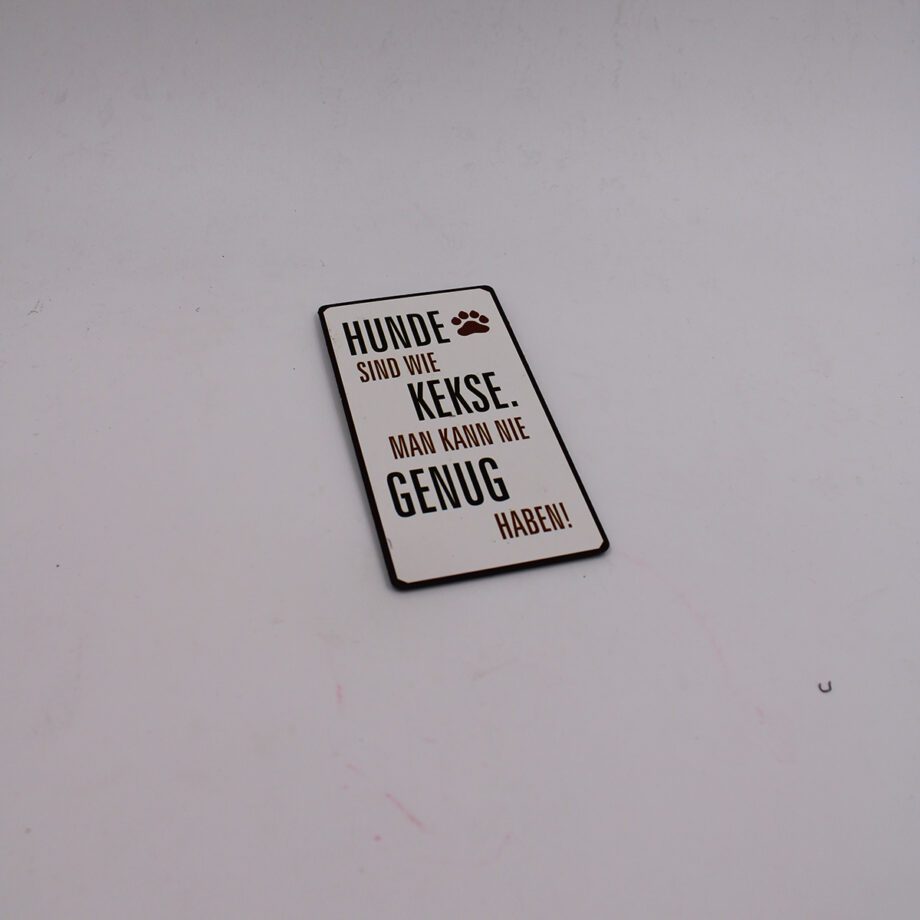 HUNDE
SIND WIE
KEKSE.
MAN KANN NIE
GENUG
HABEN!